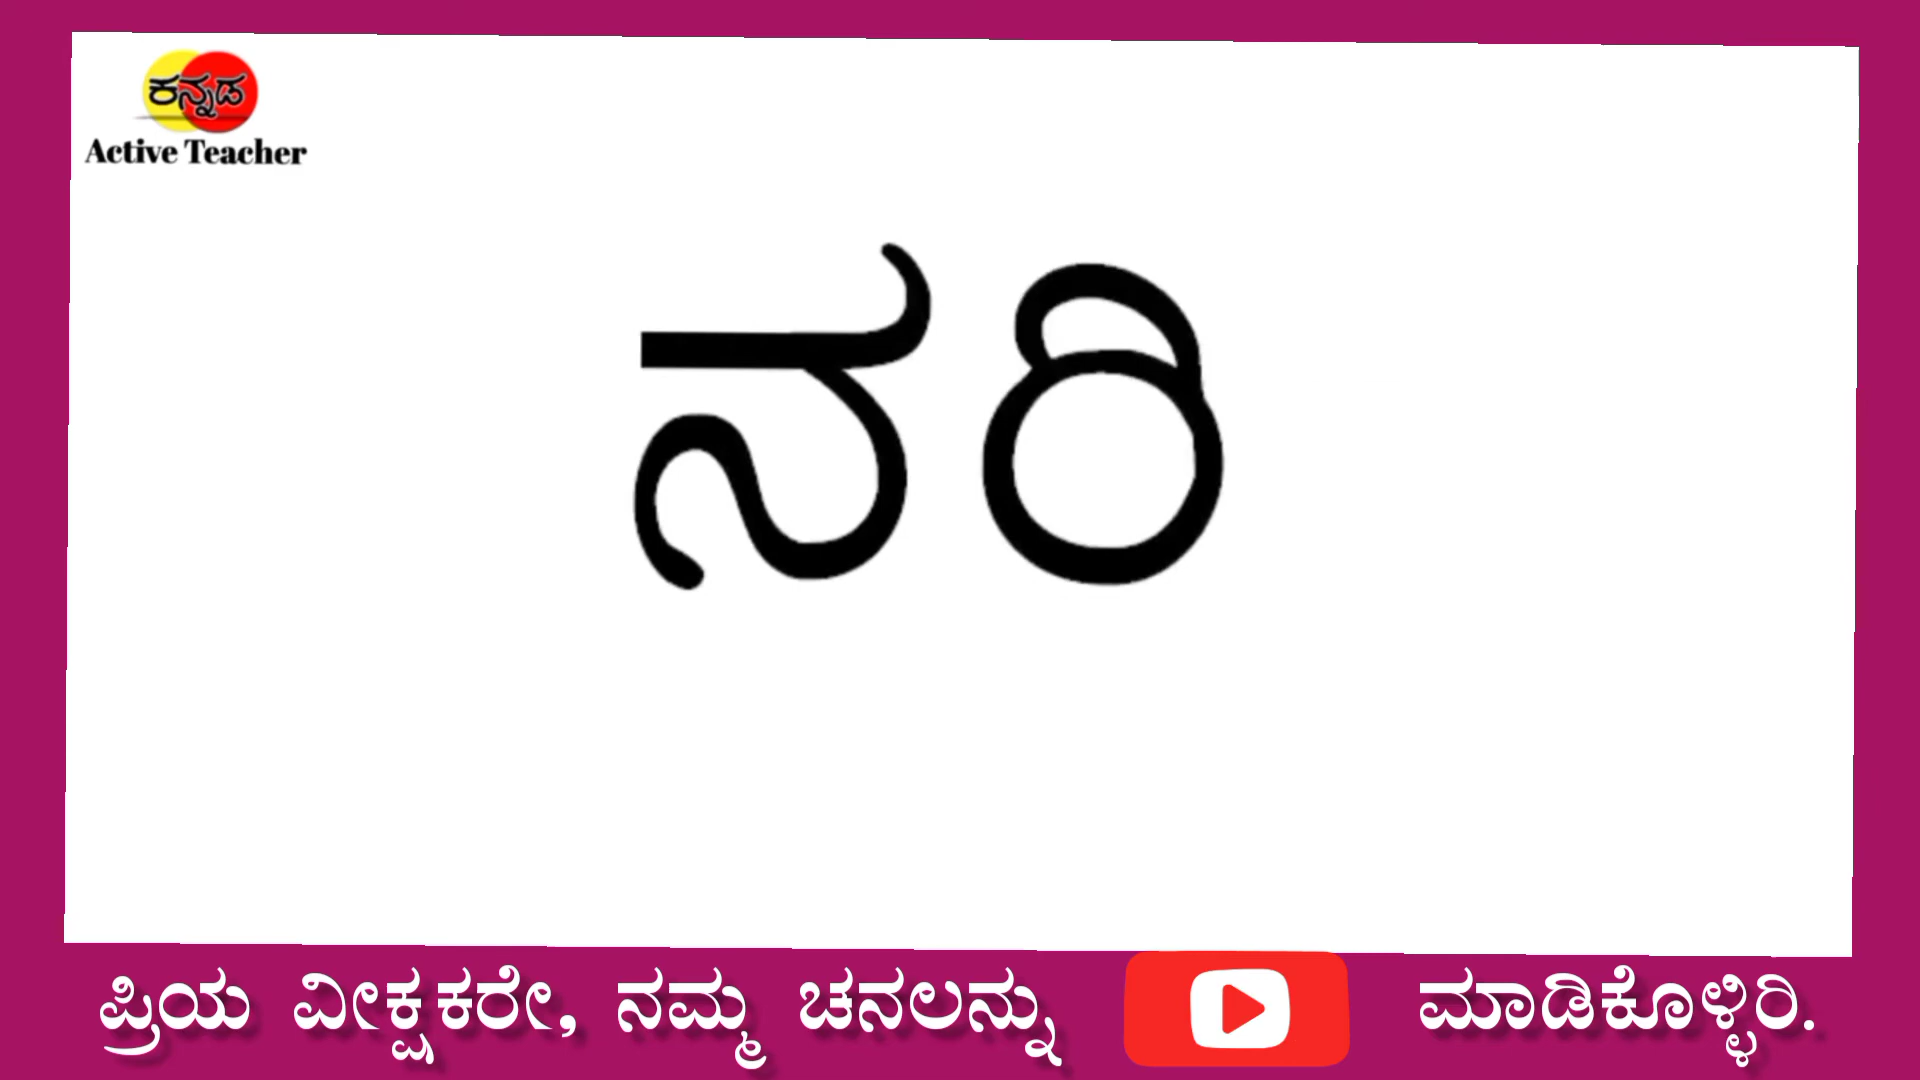 ಕನ್ನಡ
Active Teacher
ನರಿ
ಪ್ರಿಯ ವೀಕ್ಷಕರೇ, ನಮ್ಮ ಚನಲನ್ನು ಮಾಡಿಕೊಳ್ಳಿರಿ.